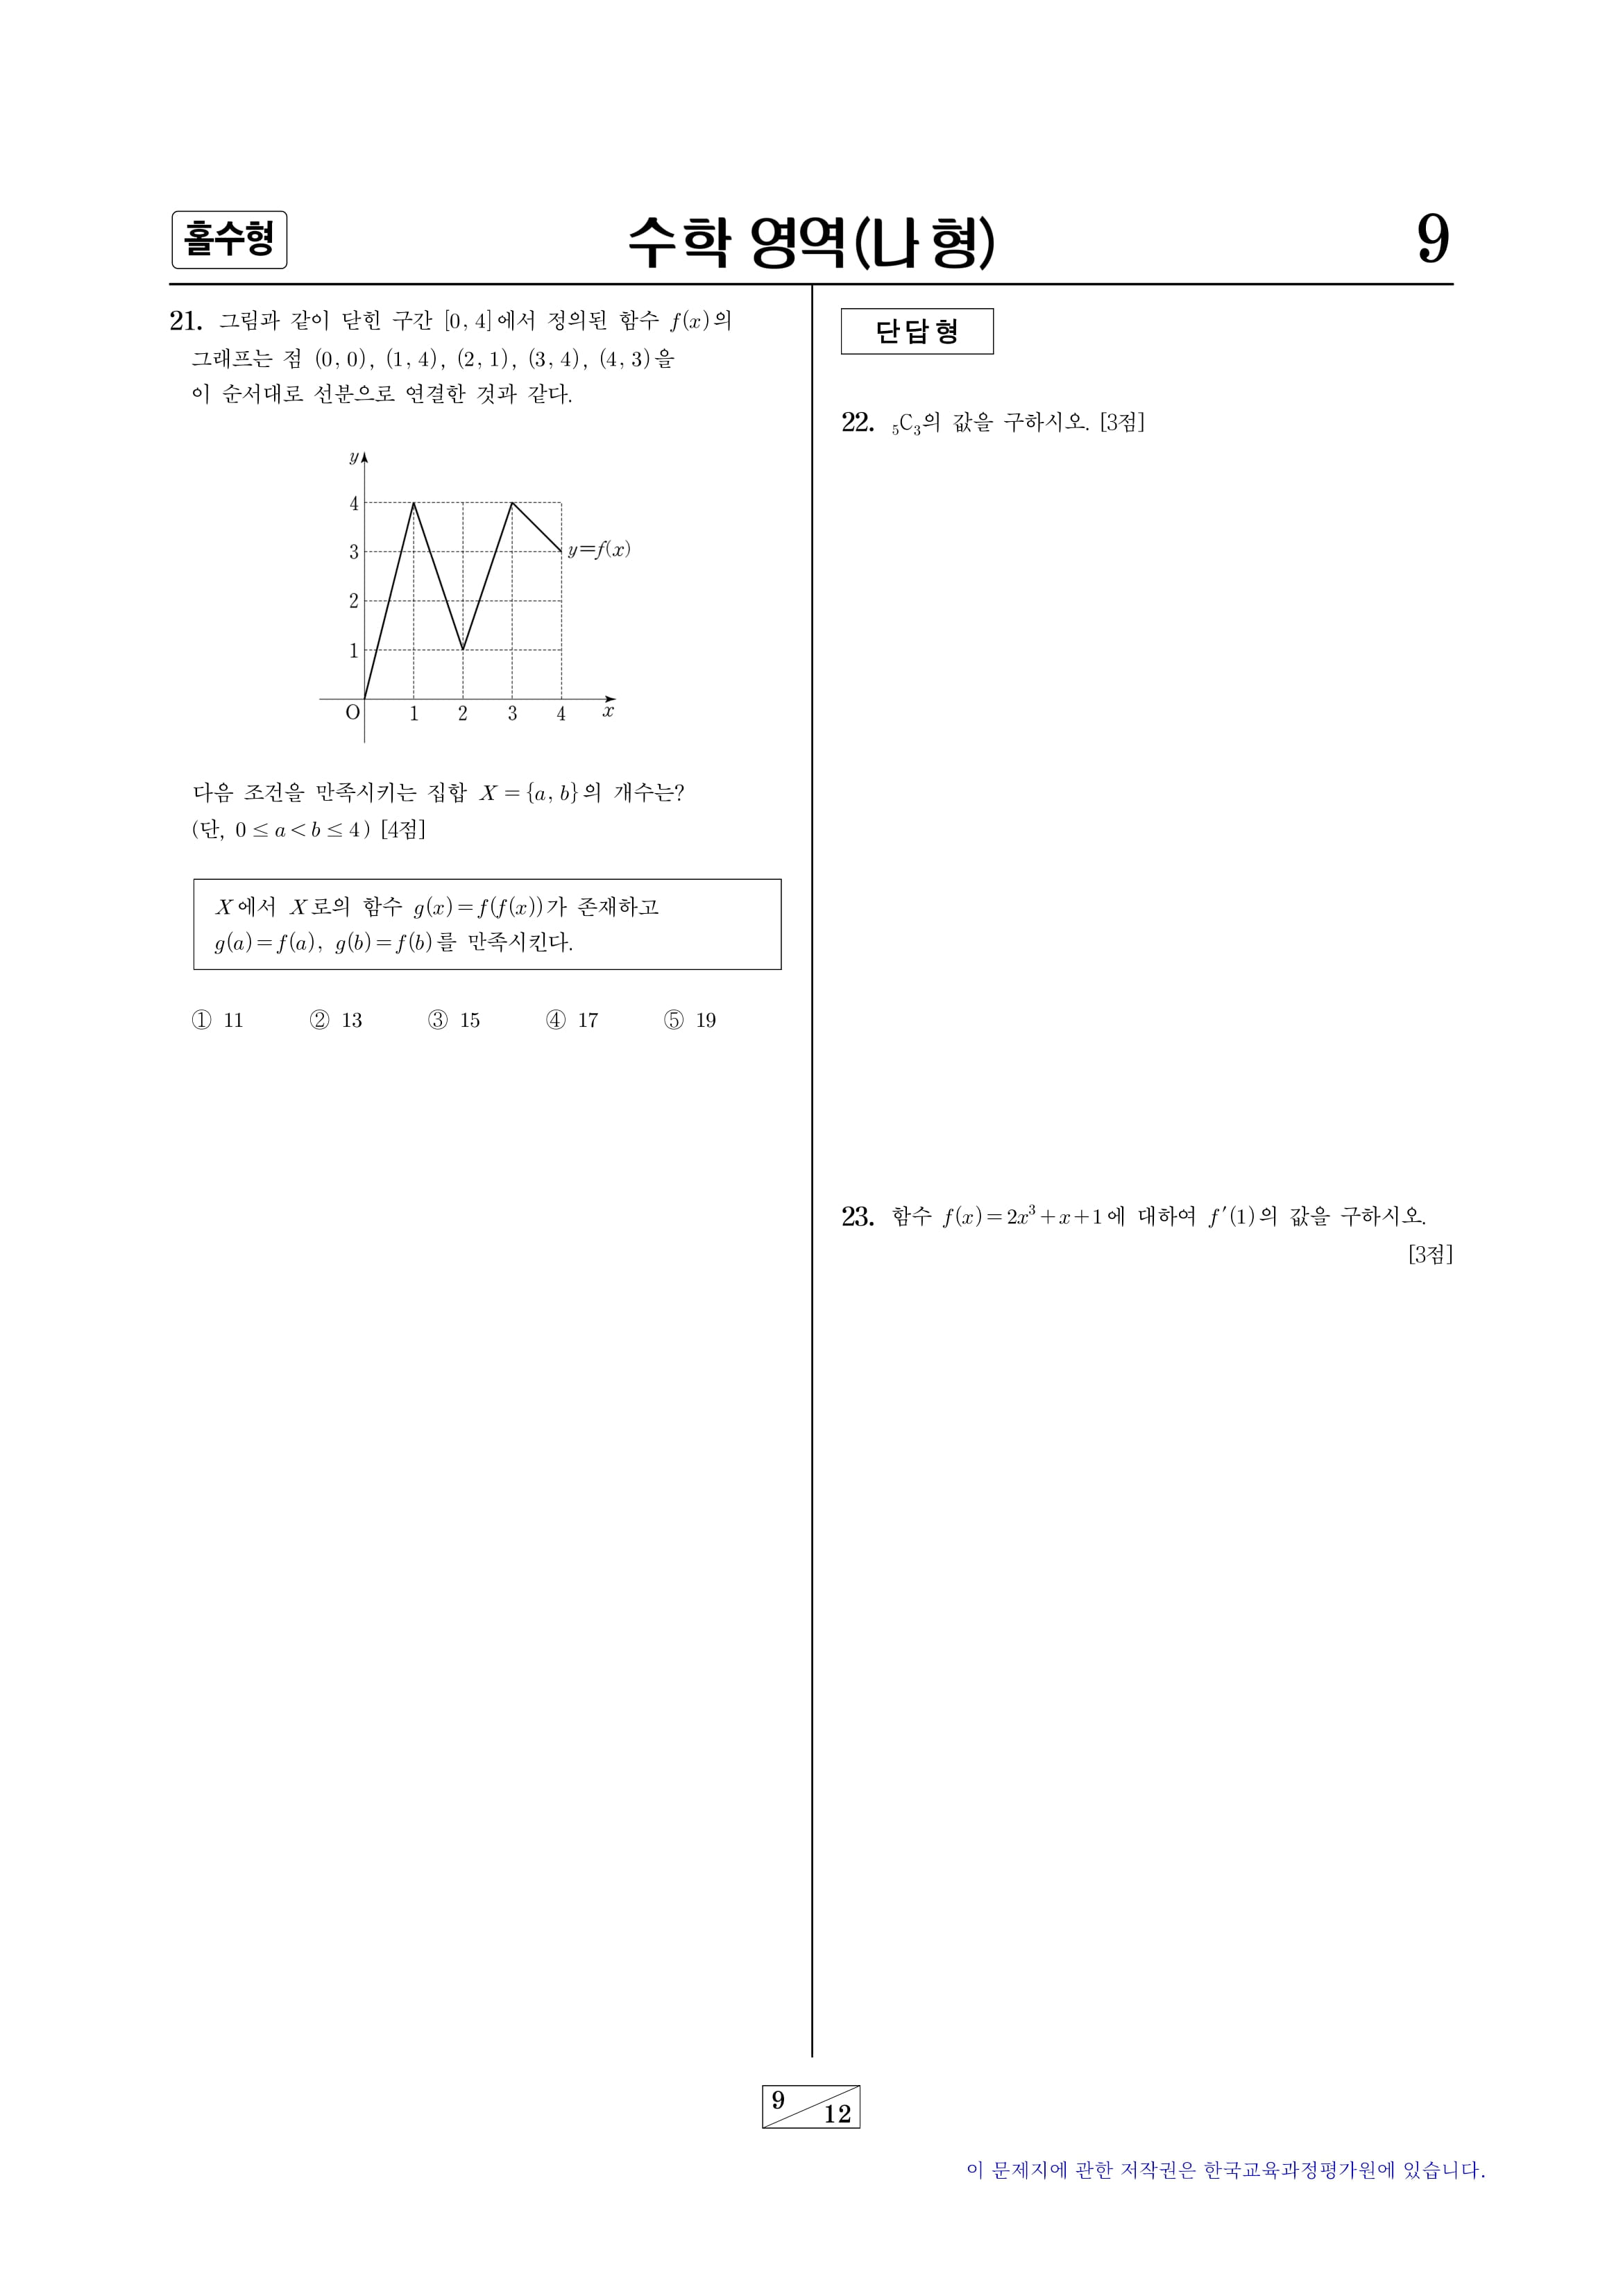 홀수형
수학 영역(나 형)
9
21. 그림과 같이 닫힌 구간 [0, 4]에서 정의된 함수 f(x)의
그래프는 점 (0, 0), (1, 4), (2, 1), (3, 4), (4, 3)을
이 순서대로 선분으로 연결한 것과 같다.
y
4
3
y=f(x)
2
1
O 1 2 3 4 x
다음 조건을 만족시키는 집합 X = {a, b}의 개수는?
(단, 0 ≤ a < b ≤ 4) [4점]
X에서 X로의 함수 g(x) = f(f(x))가 존재하고
g(a) = f(a), g(b) = f(b)를 만족시킨다.
① 11 ② 13 ③ 15 ④ 17 ⑤ 19
단답형
22. ₅C₃의 값을 구하시오. [3점]
23. 함수 f(x) = 2x³ + x + 1에 대하여 f′(1)의 값을 구하시오.
[3점]
9
12
이 문제지에 관한 저작권은 한국교육과정평가원에 있습니다.